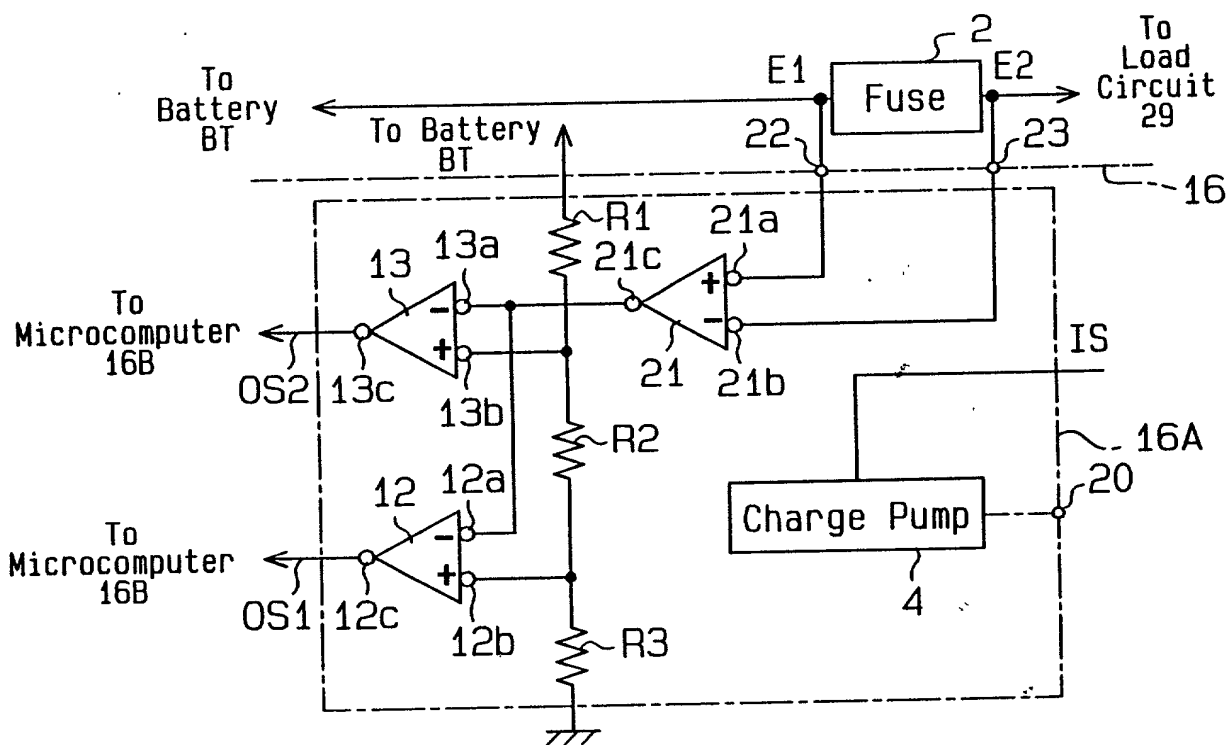 To
Battery
BT
To Battery
BT
E1
2
Fuse
E2
To
Load
Circuit
29
22
23
16
R1
21a
21c
13a
13
+
-
-
+
To
Microcomputer
16B
OS2
13c
13b
21
21b
IS
R2
16A
12a
12
20
Charge Pump
-
+
To
Microcomputer
16B
OS1
12c
12b
R3
4